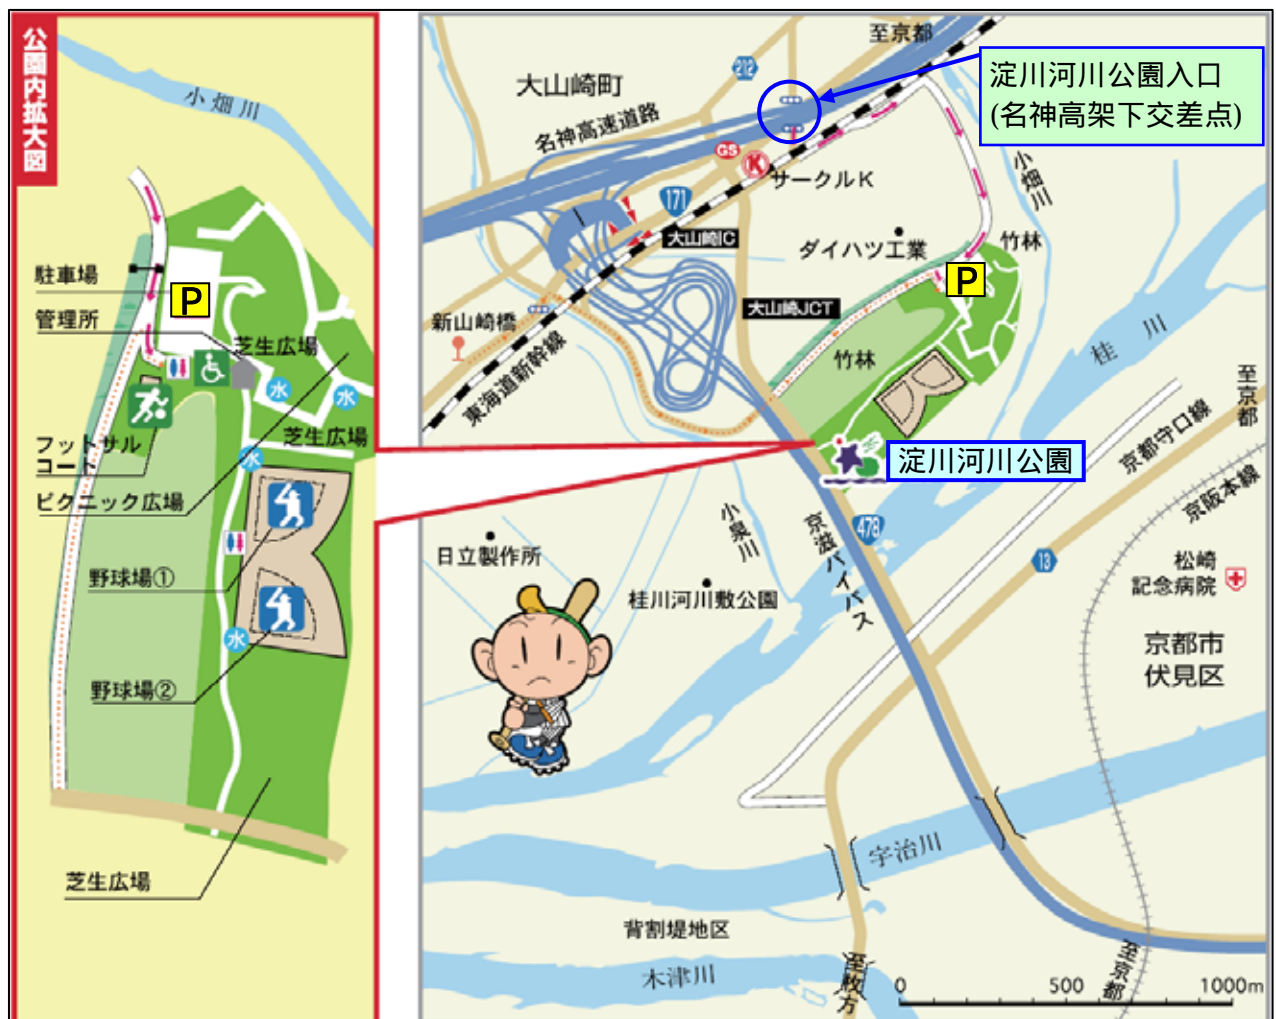 公園内拡大図
小畑川
駐車場
P
管理所
芝生広場
水
水
フットサル
コート
芝生広場
水
ピクニック広場
野球場①
水
野球場②
芝生広場
至京都
212
大山崎町
名神高速道路
淀川河川公園入口
(名神高架下交差点)
GS
K
サークルK
小畑川
171
大山崎IC
ダイハツ工業
竹林
P
大山崎JCT
新山崎橋
東海道新幹線
竹林
桂川
至京都
京都守口線
淀川河川公園
京阪本線
小泉川
京滋バイパス
478
日立製作所
13
松崎
記念病院
桂川河川敷公園
京都市
伏見区
宇治川
背割堤地区
木津川
至枚方
至京都
0 500 1000m